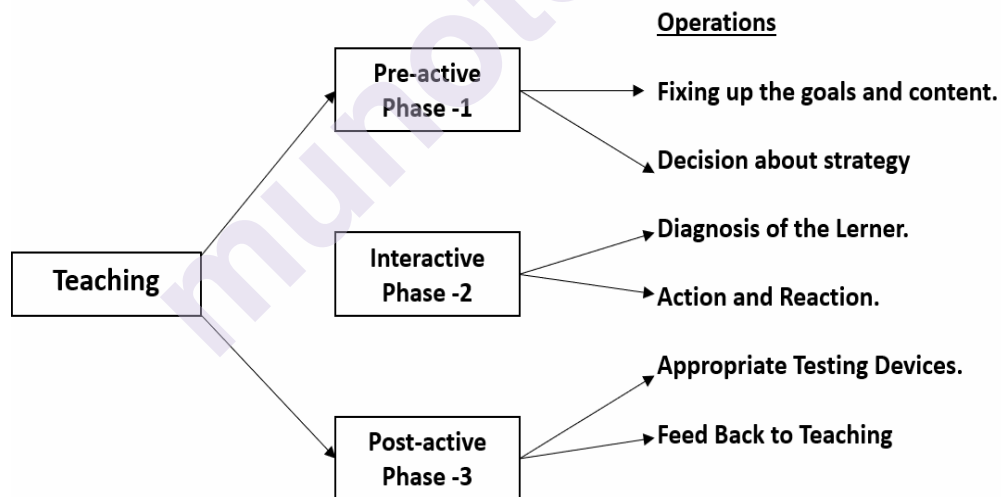 Operations
Pre-active
Phase -1
Fixing up the goals and content.
Decision about strategy
Teaching
Interactive
Phase -2
Diagnosis of the Lerner.
Action and Reaction.
Post-active
Phase -3
Appropriate Testing Devices.
Feed Back to Teaching
munot